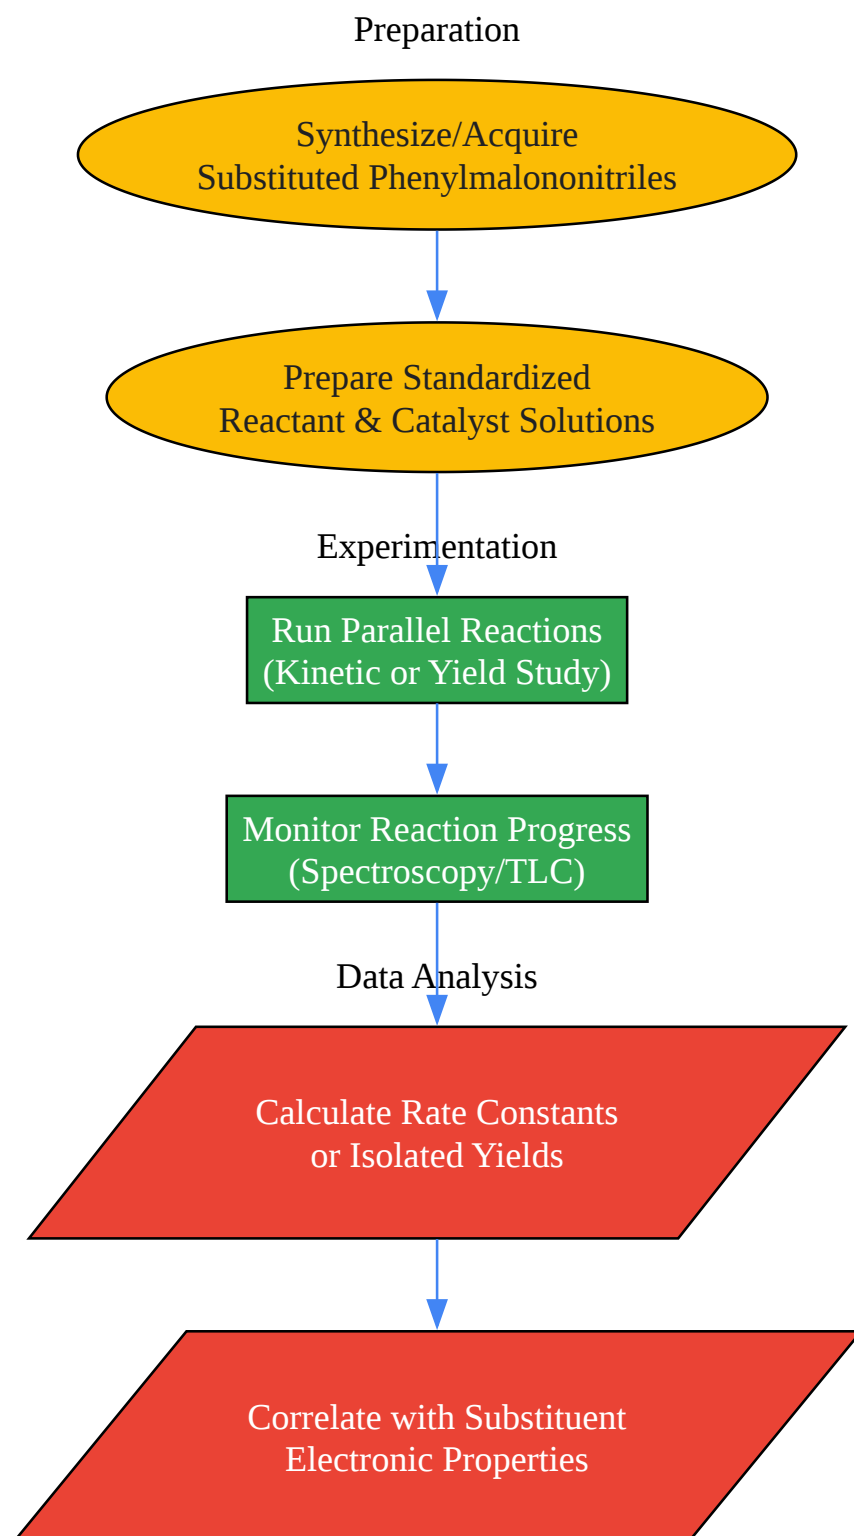 Preparation
Synthesize/Acquire
Substituted Phenylmalononitriles
Prepare Standardized
Reactant & Catalyst Solutions
Experimentation
Run Parallel Reactions
(Kinetic or Yield Study)
Monitor Reaction Progress
(Spectroscopy/TLC)
Data Analysis
Calculate Rate Constants
or Isolated Yields
Correlate with Substituent
Electronic Properties